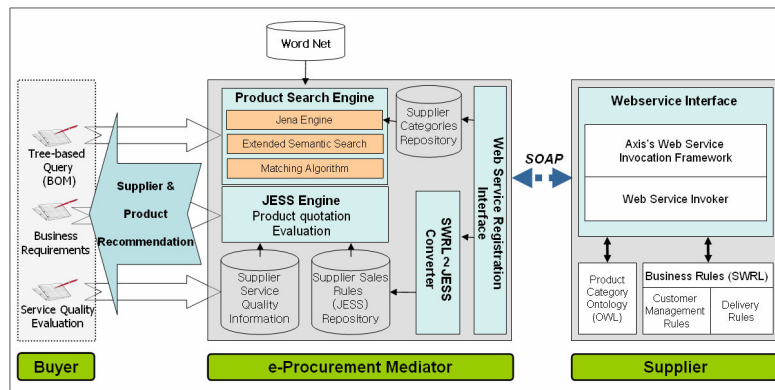 Word Net
Product Search Engine
Jena Engine
Extended Semantic Search
Matching Algorithm
Supplier
Categories
Repository
Web Service Registration
Interface
SOAP
Webservice Interface
Axis's Web Service
Invocation Framework
Web Service Invoker
Tree-based
Query
(BOM)
Supplier &
Product
Recommendation
Business
Requirements
Service Quality
Evaluation
JESS Engine
Product quotation
Evaluation
SWRL2JESS
Converter
Supplier
Service
Quality
Information
Supplier Sales
Rules
(JESS)
Repository
Product
Category
Ontology
(OWL)
Business Rules (SWRL)
Customer
Management
Rules
Delivery
Rules
Buyer
e-Procurement Mediator
Supplier